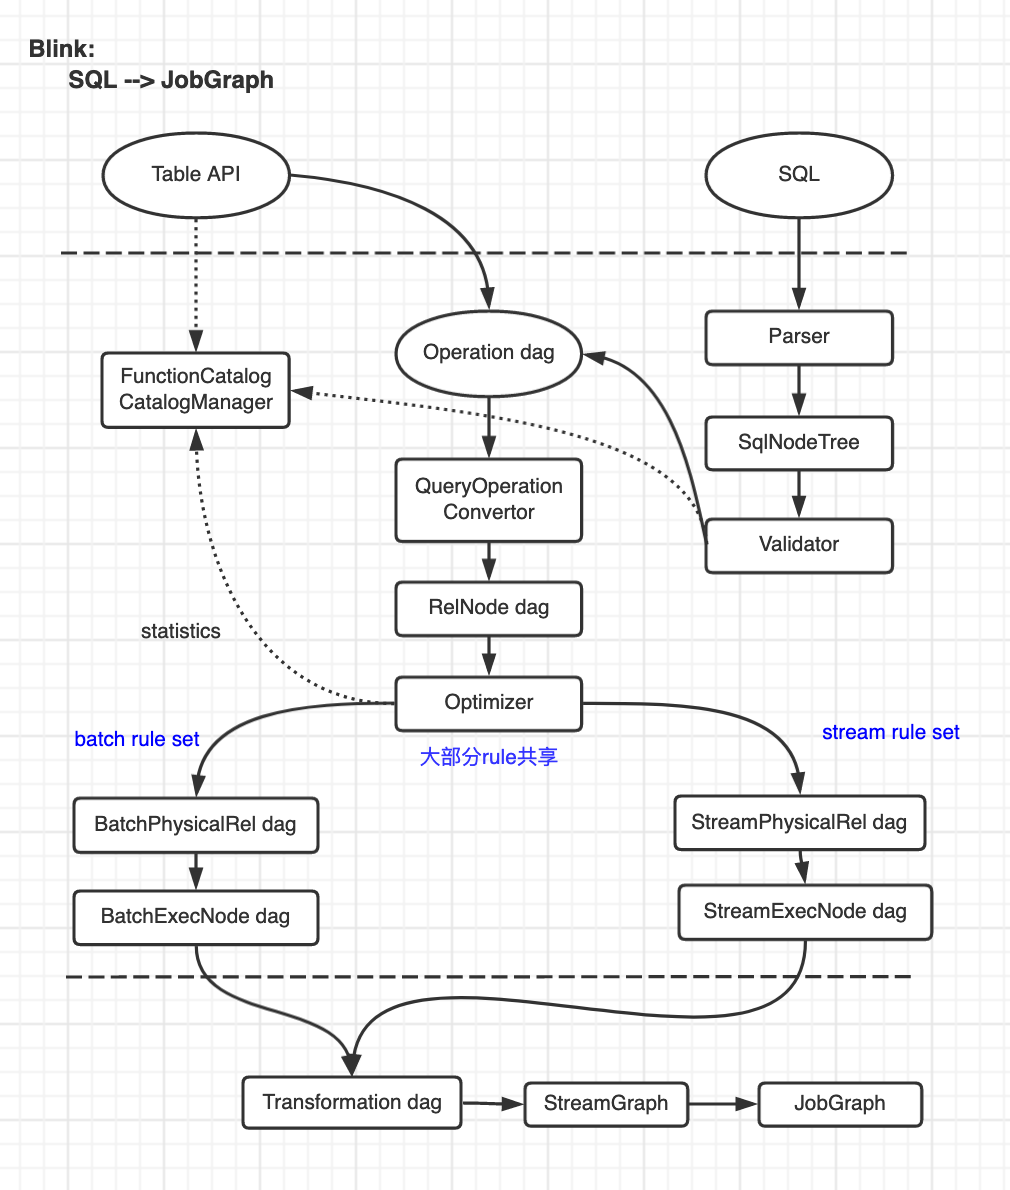 Blink:
SQL --> JobGraph
Table API
SQL
Operation dag
Parser
FunctionCatalog
CatalogManager
SqlNodeTree
QueryOperation
Convertor
Validator
RelNode dag
statistics
Optimizer
batch rule set
大部分rule共享
stream rule set
BatchPhysicalRel dag
StreamPhysicalRel dag
BatchExecNode dag
StreamExecNode dag
Transformation dag
StreamGraph
JobGraph